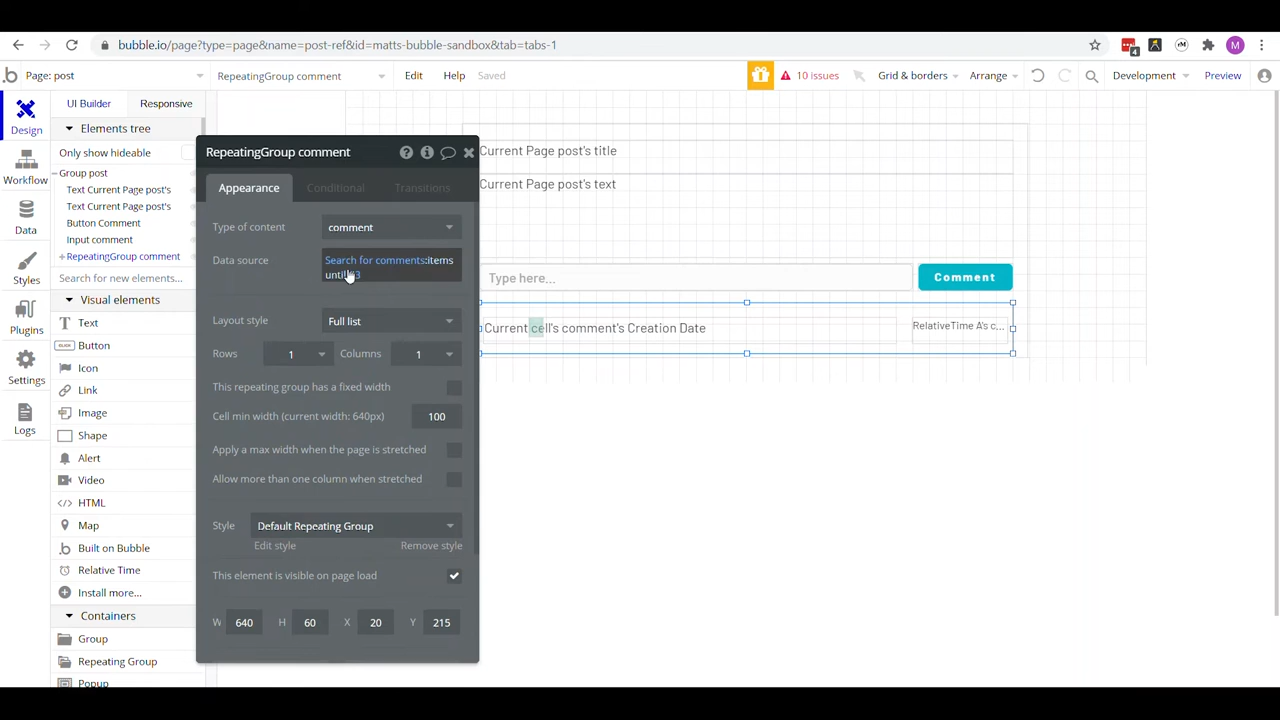 bubble.io/page?type=page&name=post-ref&id=matts-bubble-sandbox&tab=tabs-1
4
M
Page: post
RepeatingGroup comment
Edit
Help
Saved
10 issues
Grid & borders
Arrange
Development
Preview
Design
Workflow
Data
Styles
Plugins
Settings
Logs
UI Builder
Responsive
Elements tree
Only show hideable
Group post
Text Current Page post's
Text Current Page post's
Button Comment
Input comment
RepeatingGroup comment
Search for new elements...
Visual elements
Text
Button
Icon
Link
Image
Shape
Alert
Video
HTML
Map
Built on Bubble
Relative Time
Install more...
Containers
Group
Repeating Group
Popup
RepeatingGroup comment
Appearance
Conditional
Transitions
Type of content
comment
Data source
Search for comments:items
Layout style
Full list
Rows
1
Columns
1
This repeating group has a fixed width
Cell min width (current width: 640px)
100
Apply a max width when the page is stretched
Allow more than one column when stretched
Style
Default Repeating Group
Edit style
Remove style
This element is visible on page load
W
640
H
60
X
20
Y
215
Current Page post's title
Current Page post's text
Type here...
Comment
Current cell's comment's Creation Date
RelativeTime A's c...